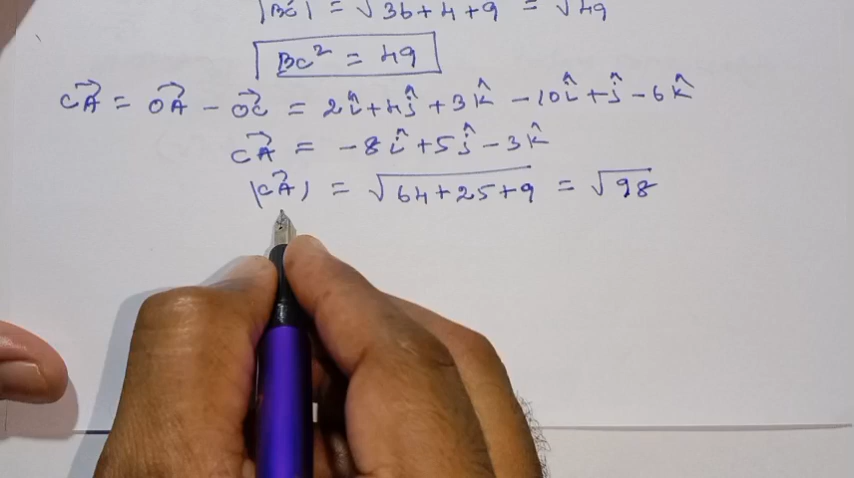 |BC⃗| = √36+4+9 = √49
BC² = 49
CA⃗ = OA⃗ - OC⃗ = 2î+4ĵ+3k̂ -10î+ĵ-6k̂
CA⃗ = -8î+5ĵ-3k̂
|CA⃗| = √64+25+9 = √98